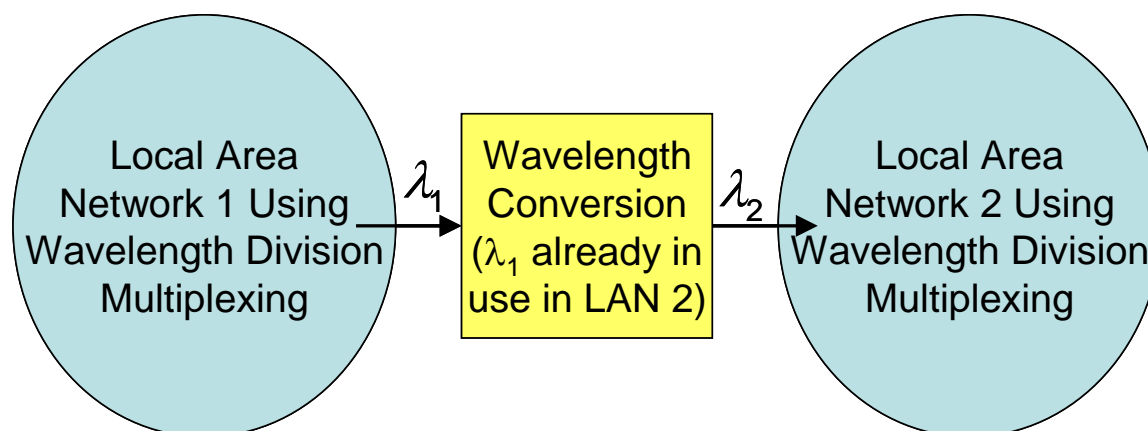 Local Area
Network 1 Using
Wavelength Division
Multiplexing
λ₁
Wavelength
Conversion
(λ₁ already in
use in LAN 2)
λ₂
Local Area
Network 2 Using
Wavelength Division
Multiplexing